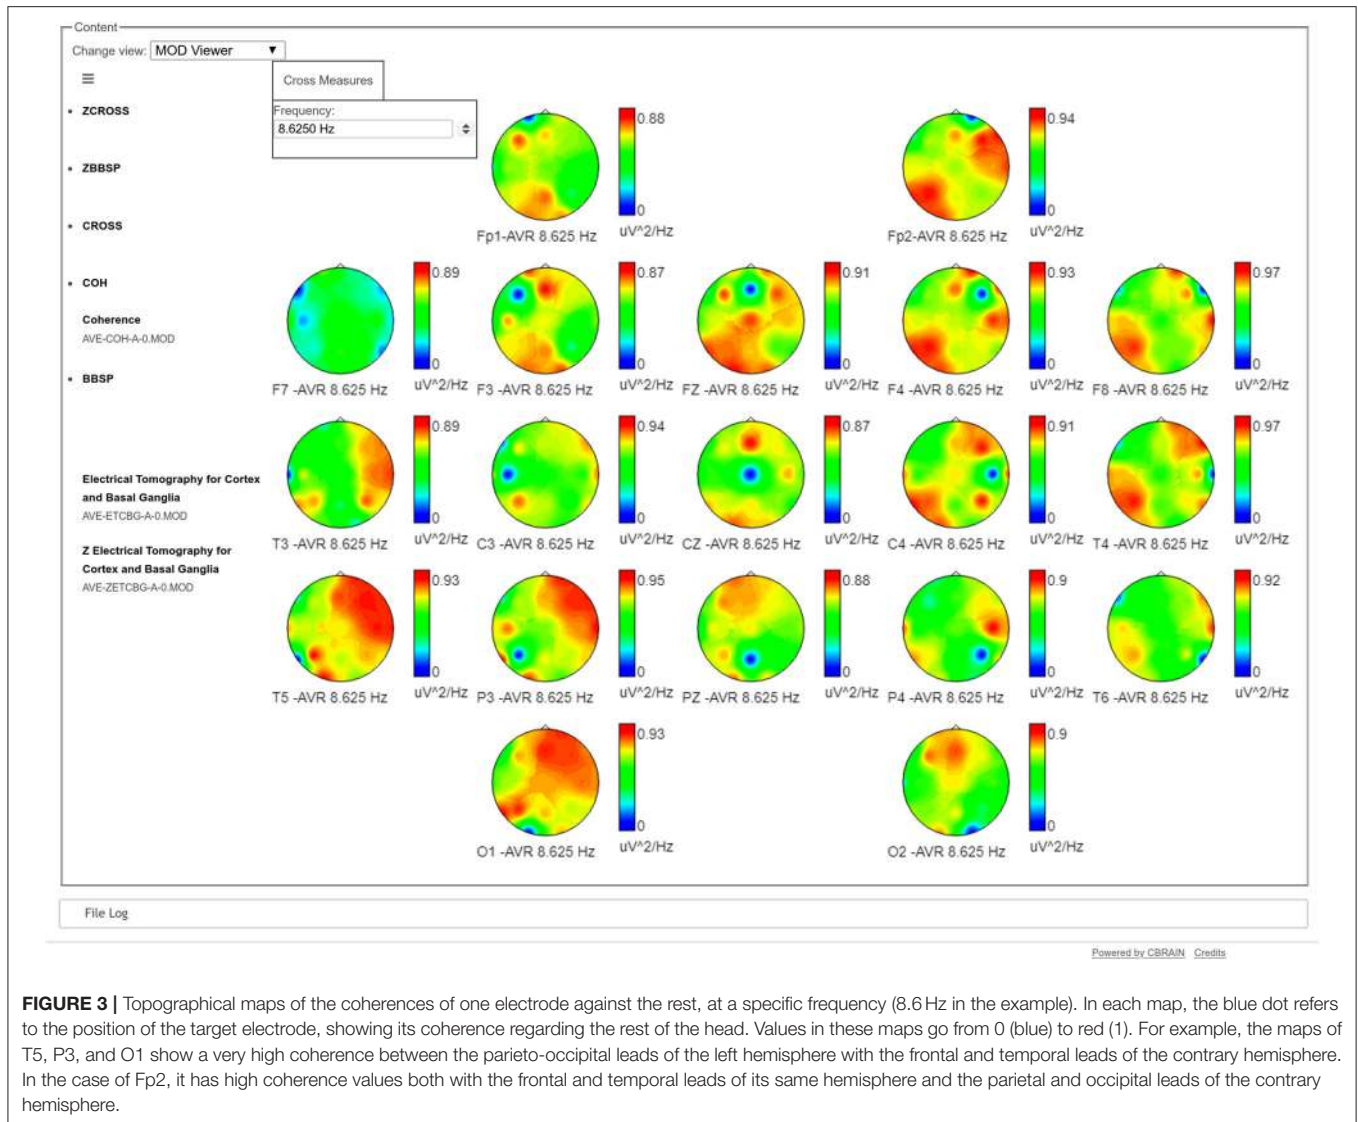 Content
Change view: MOD Viewer ▼
☰
Cross Measures
Frequency:
8.6250 Hz
• ZCROSS
• ZBBSP
• CROSS
• COH
Coherence
AVE-COH-A-0.MOD
• BBSP
Electrical Tomography for Cortex
and Basal Ganglia
AVE-ETCBG-A-0.MOD
Z Electrical Tomography for
Cortex and Basal Ganglia
AVE-ZETCBG-A-0.MOD
0.88 0.94
0 0
Fp1-AVR 8.625 Hz uV^2/Hz Fp2-AVR 8.625 Hz uV^2/Hz
0.89 0.87 0.91 0.93 0.97
0 0 0 0 0
F7 -AVR 8.625 Hz uV^2/Hz F3 -AVR 8.625 Hz uV^2/Hz FZ -AVR 8.625 Hz uV^2/Hz F4 -AVR 8.625 Hz uV^2/Hz F8 -AVR 8.625 Hz uV^2/Hz
0.89 0.94 0.87 0.91 0.97
0 0 0 0 0
T3 -AVR 8.625 Hz uV^2/Hz C3 -AVR 8.625 Hz uV^2/Hz CZ -AVR 8.625 Hz uV^2/Hz C4 -AVR 8.625 Hz uV^2/Hz T4 -AVR 8.625 Hz uV^2/Hz
0.93 0.95 0.88 0.9 0.92
0 0 0 0 0
T5 -AVR 8.625 Hz uV^2/Hz P3 -AVR 8.625 Hz uV^2/Hz PZ -AVR 8.625 Hz uV^2/Hz P4 -AVR 8.625 Hz uV^2/Hz T6 -AVR 8.625 Hz uV^2/Hz
0.93 0.9
0 0
O1 -AVR 8.625 Hz uV^2/Hz O2 -AVR 8.625 Hz uV^2/Hz
File Log
Powered by CBRAIN Credits
FIGURE 3 | Topographical maps of the coherences of one electrode against the rest, at a specific frequency (8.6 Hz in the example). In each map, the blue dot refers
to the position of the target electrode, showing its coherence regarding the rest of the head. Values in these maps go from 0 (blue) to red (1). For example, the maps of
T5, P3, and O1 show a very high coherence between the parieto-occipital leads of the left hemisphere with the frontal and temporal leads of the contrary hemisphere.
In the case of Fp2, it has high coherence values both with the frontal and temporal leads of its same hemisphere and the parietal and occipital leads of the contrary
hemisphere.